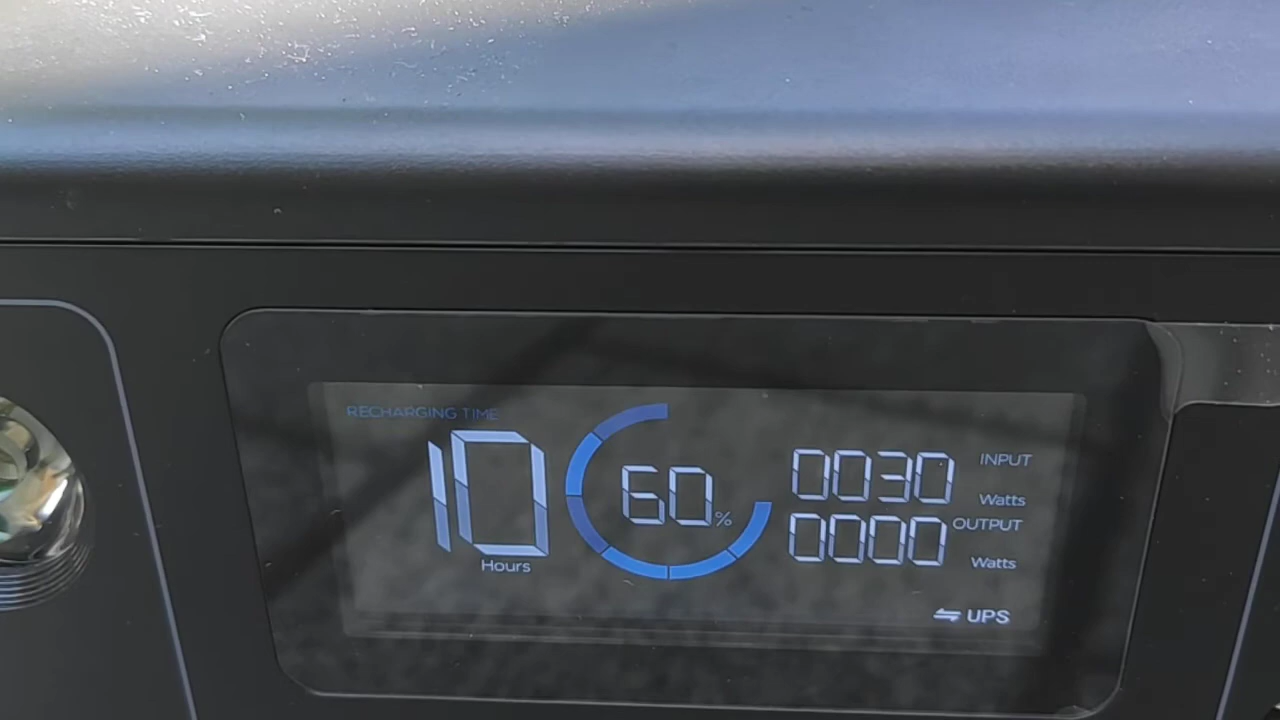 RECHARGING TIME
10
Hours
60%
0030 INPUT
Watts
0000 OUTPUT
Watts
UPS